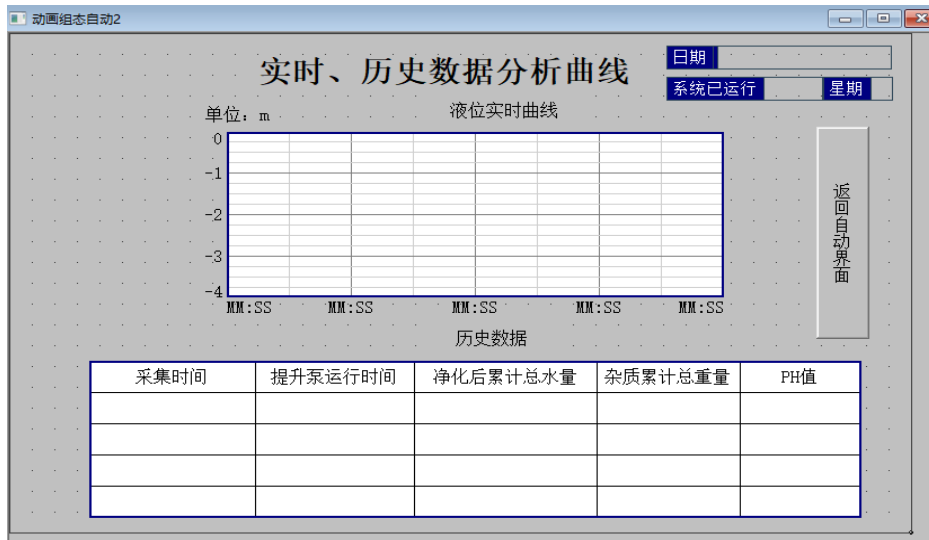 动画组态自动2
实时、历史数据分析曲线
日期
系统已运行 星期
单位：m
液位实时曲线
0
-1
-2
-3
-4
MM:SS MM:SS MM:SS MM:SS MM:SS
返回自动界面
历史数据
采集时间 提升泵运行时间 净化后累计总水量 杂质累计总重量 PH值